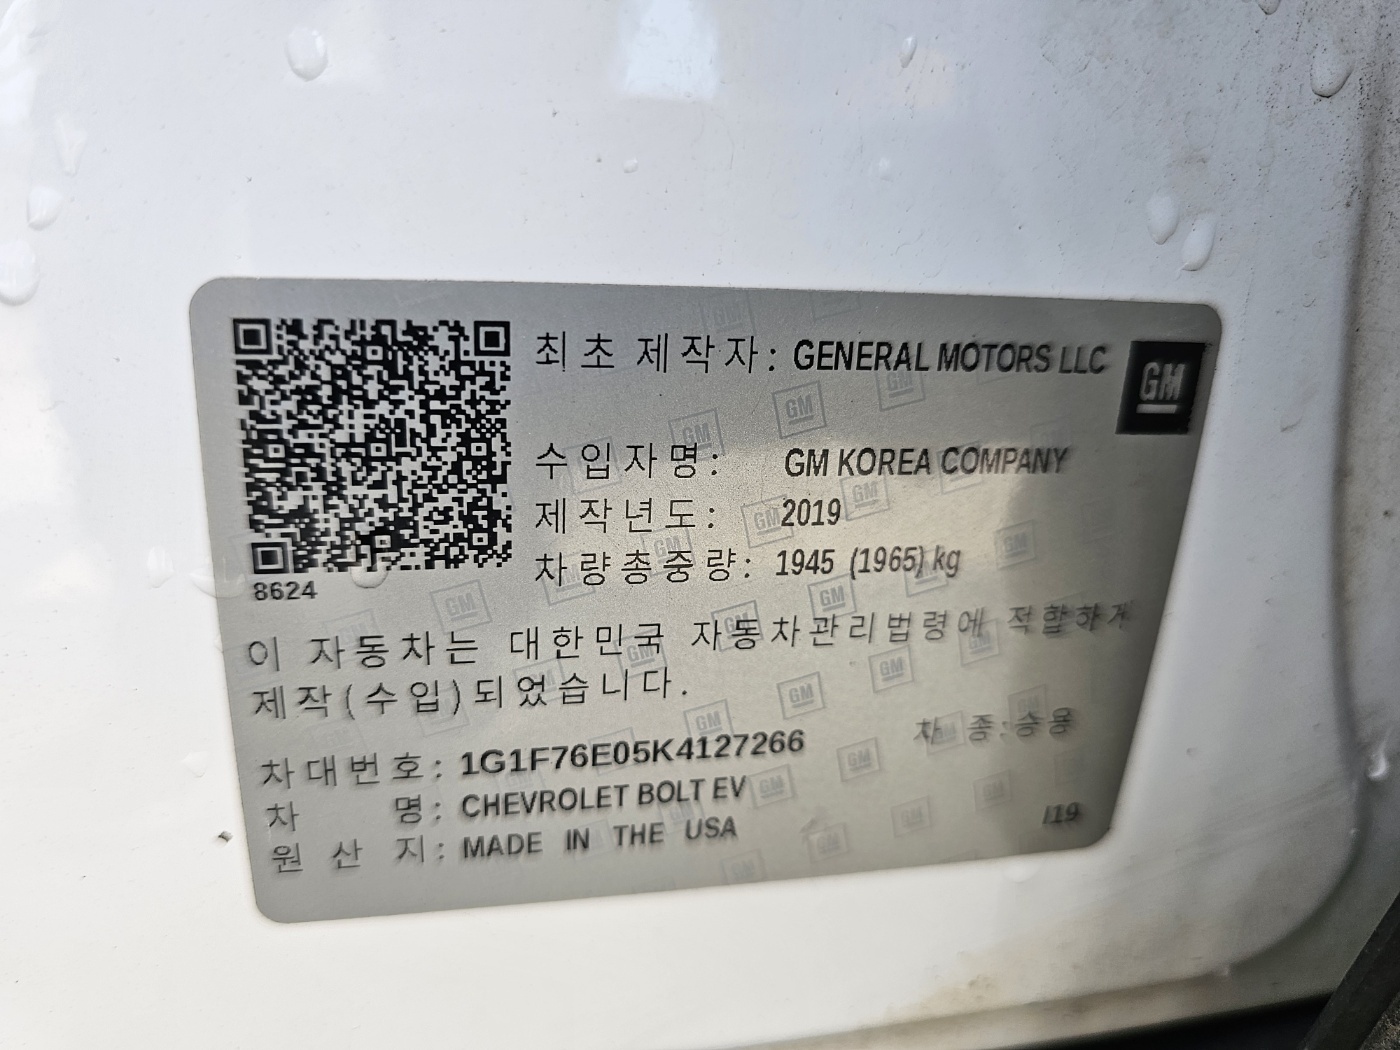 최초 제작자: GENERAL MOTORS LLC
GM
수입자명: GM KOREA COMPANY
제작년도: 2019
차량총중량: 1945 (1965) kg
8624
이 자동차는 대한민국 자동차관리법령에 적합하게
제작(수입)되었습니다.
차종:승용
차대번호: 1G1F76E05K4127266
차 명: CHEVROLET BOLT EV
원 산 지: MADE IN THE USA
/19